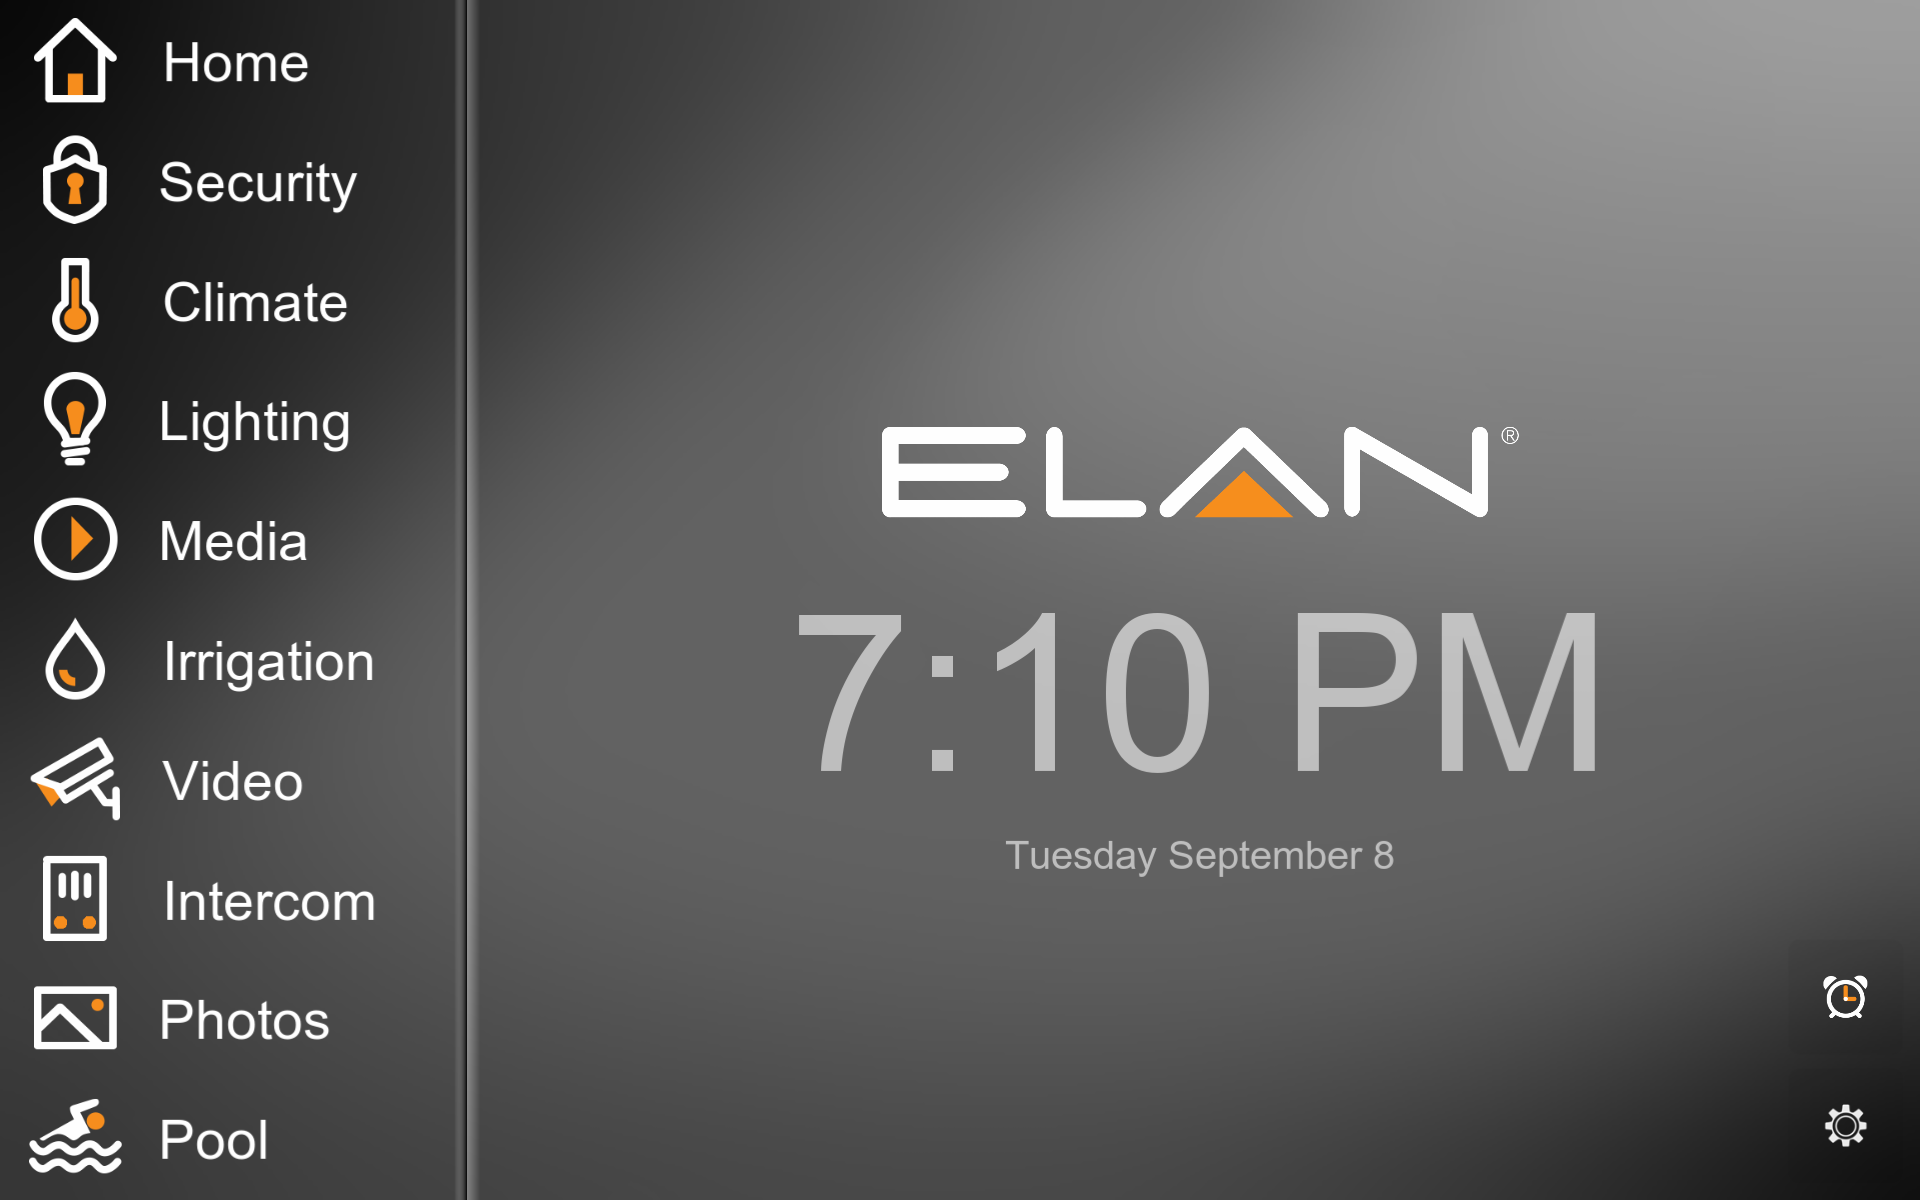 Home
Security
Climate
Lighting
Media
Irrigation
Video
Intercom
Photos
Pool
ELAN®
7:10 PM
Tuesday September 8